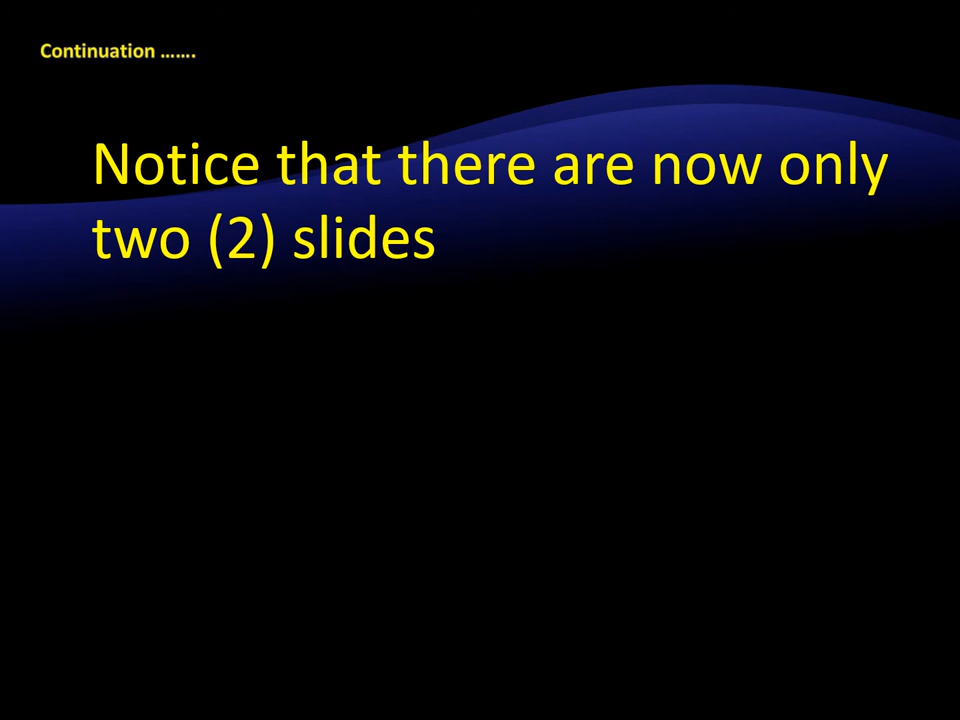 Continuation .......
Notice that there are now only
two (2) slides